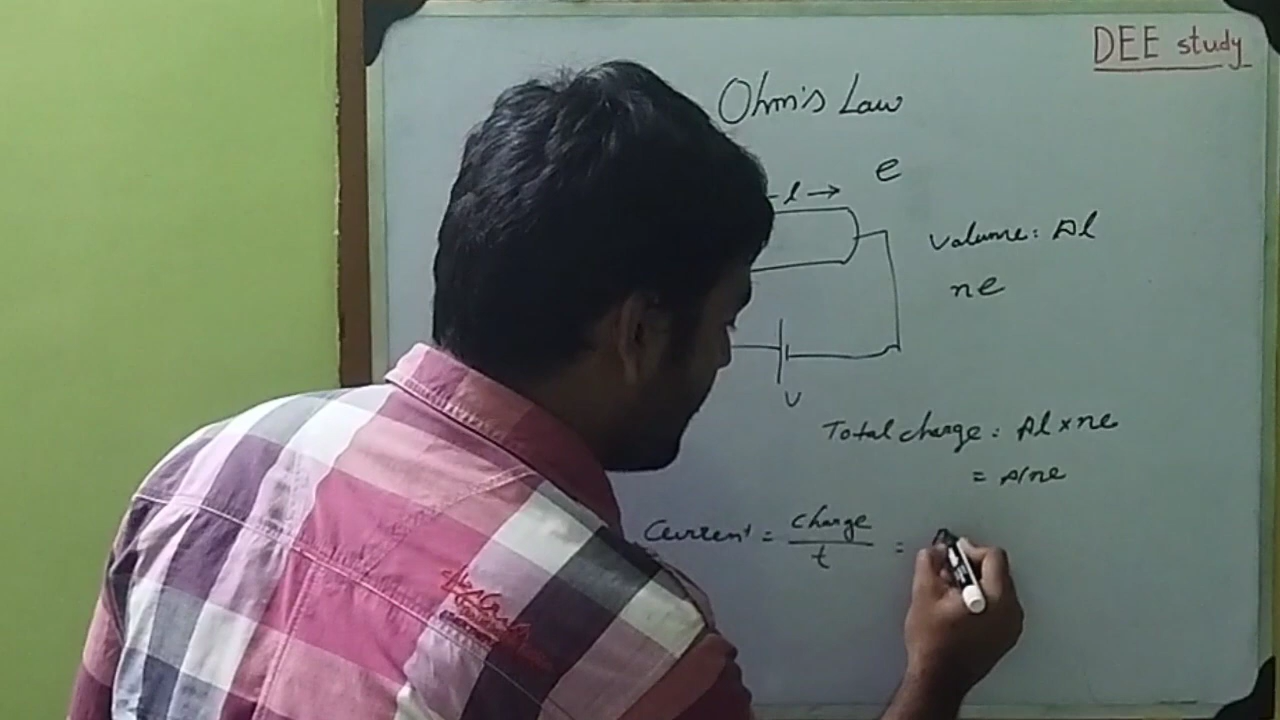 DEE study
Ohm's Law
l →
e
Volume: Al
ne
V
Total charge: Al x ne
= Alne
Current = charge / t =